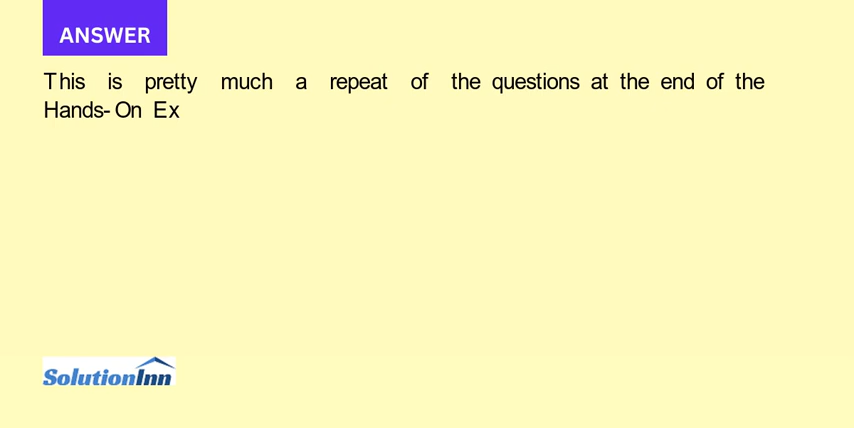 ANSWER
This is pretty much a repeat of the questions at the end of the
Hands- On Ex
SolutionInn